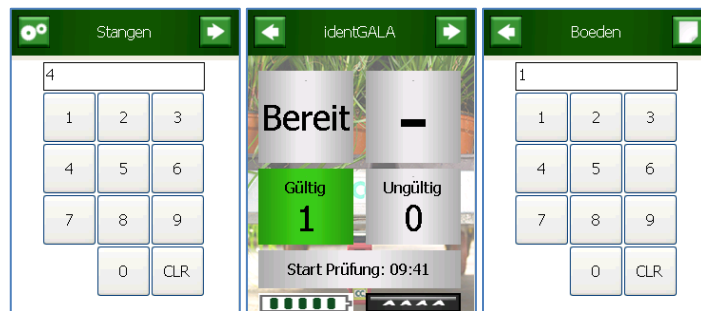 Stangen
4
1 2 3
4 5 6
7 8 9
0 CLR
identGALA
Bereit -
Gültig Ungültig
1 0
Start Prüfung: 09:41
Boeden
1
1 2 3
4 5 6
7 8 9
0 CLR